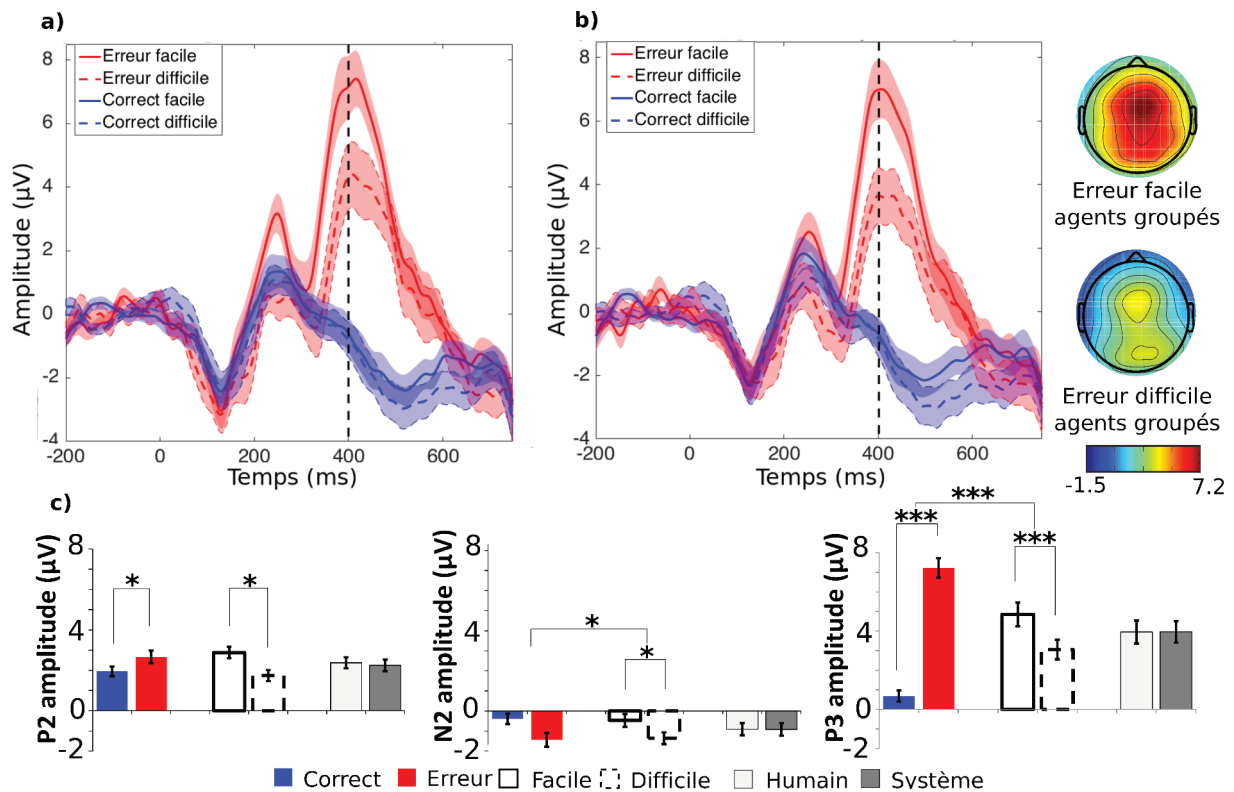 a)
Erreur facile
Erreur difficile
Correct facile
Correct difficile
8
6
4
2
0
-2
-4
Amplitude (µV)
-200 0 200 400 600
Temps (ms)
b)
Erreur facile
Erreur difficile
Correct facile
Correct difficile
8
6
4
2
0
-2
-4
Amplitude (µV)
-200 0 200 400 600
Temps (ms)
Erreur facile
agents groupés
Erreur difficile
agents groupés
-1.5 7.2
c)
P2 amplitude (µV)
8
4
0
-2
* *
N2 amplitude (µV)
8
4
0
-2
*
*
P3 amplitude (µV)
8
4
0
-2
***
***
***
Correct Erreur Facile Difficile Humain Système